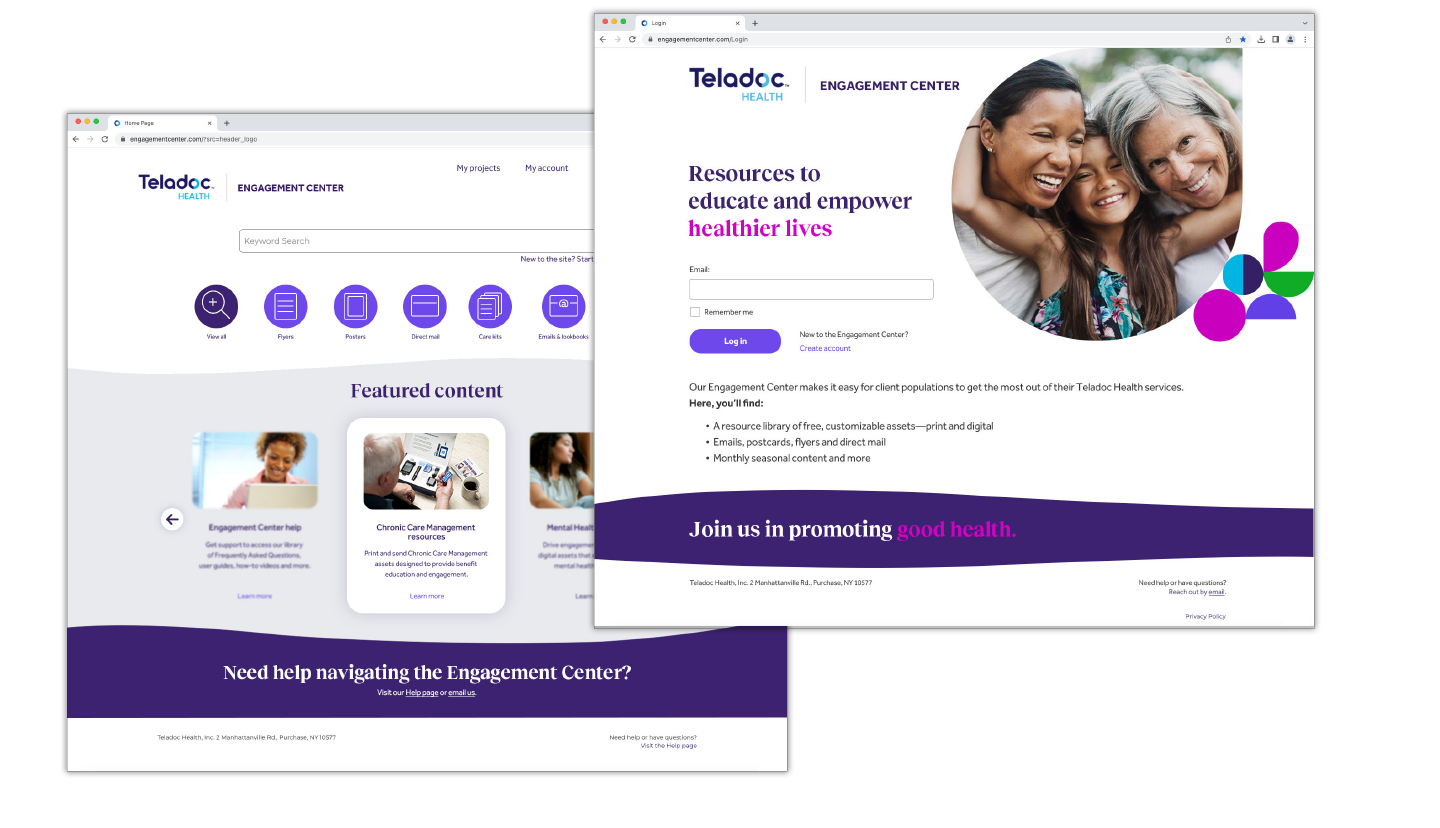 Home Page
engagementcenter.com/?src=header_logo
My projects
My account
Teladoc™
HEALTH
ENGAGEMENT CENTER
Keyword Search
New to the site? Start
View all
Flyers
Posters
Direct mail
Care kits
Emails & lookbooks
Featured content
Engagement Center help
Get support to access our library
of Frequently Asked Questions,
user guides, how-to videos and more.
Learn more
Chronic Care Management
resources
Print and send Chronic Care Management
assets designed to provide benefit
education and engagement.
Learn more
Mental Healt
Drive engagemen
digital assets that
mental health
Learn
Need help navigating the Engagement Center?
Visit our Help page or email us.
Teladoc Health, Inc. 2 Manhattanville Rd., Purchase, NY 10577
Need help or have questions?
Visit the Help page
Login
engagementcenter.com/Login
Teladoc™
HEALTH
ENGAGEMENT CENTER
Resources to
educate and empower
healthier lives
Email:
Remember me
Log in
New to the Engagement Center?
Create account
Our Engagement Center makes it easy for client populations to get the most out of their Teladoc Health services.
Here, you'll find:
• A resource library of free, customizable assets—print and digital
• Emails, postcards, flyers and direct mail
• Monthly seasonal content and more
Join us in promoting good health.
Teladoc Health, Inc. 2 Manhattanville Rd., Purchase, NY 10577
Need help or have questions?
Reach out by email.
Privacy Policy